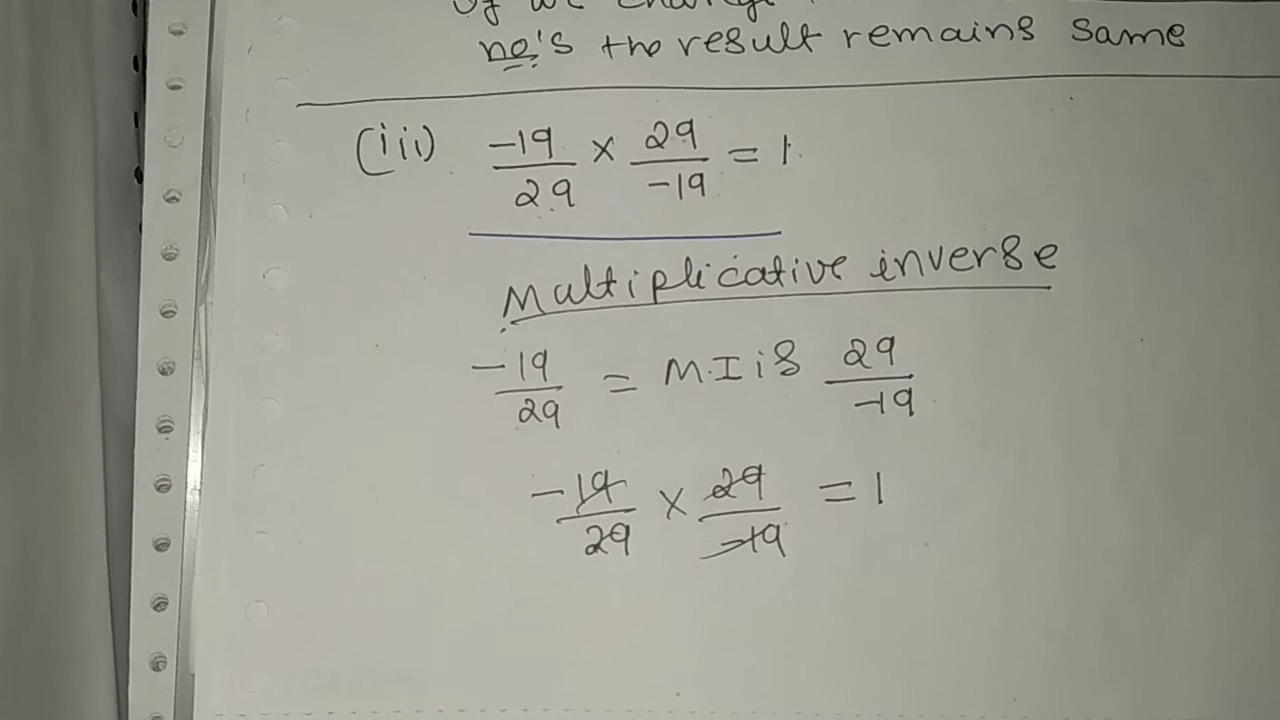 no's the result remains same
(iii) -19/29 × 29/-19 = 1.
Multiplicative inverse
-19/29 = M.I is 29/-19
-19/29 × 29/-19 = 1